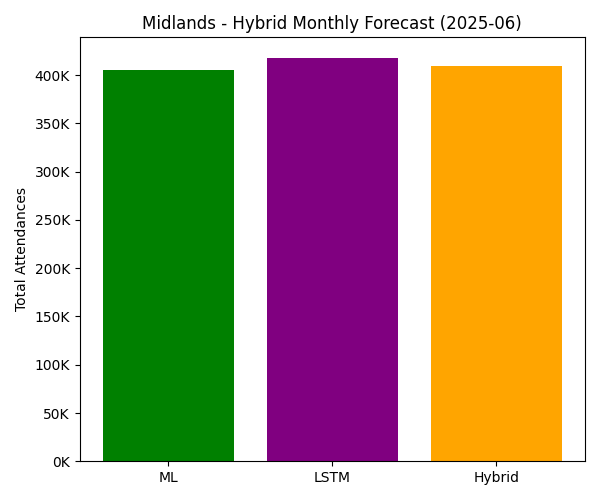 Midlands - Hybrid Monthly Forecast (2025-06)
Total Attendances
400K
350K
300K
250K
200K
150K
100K
50K
0K
ML
LSTM
Hybrid